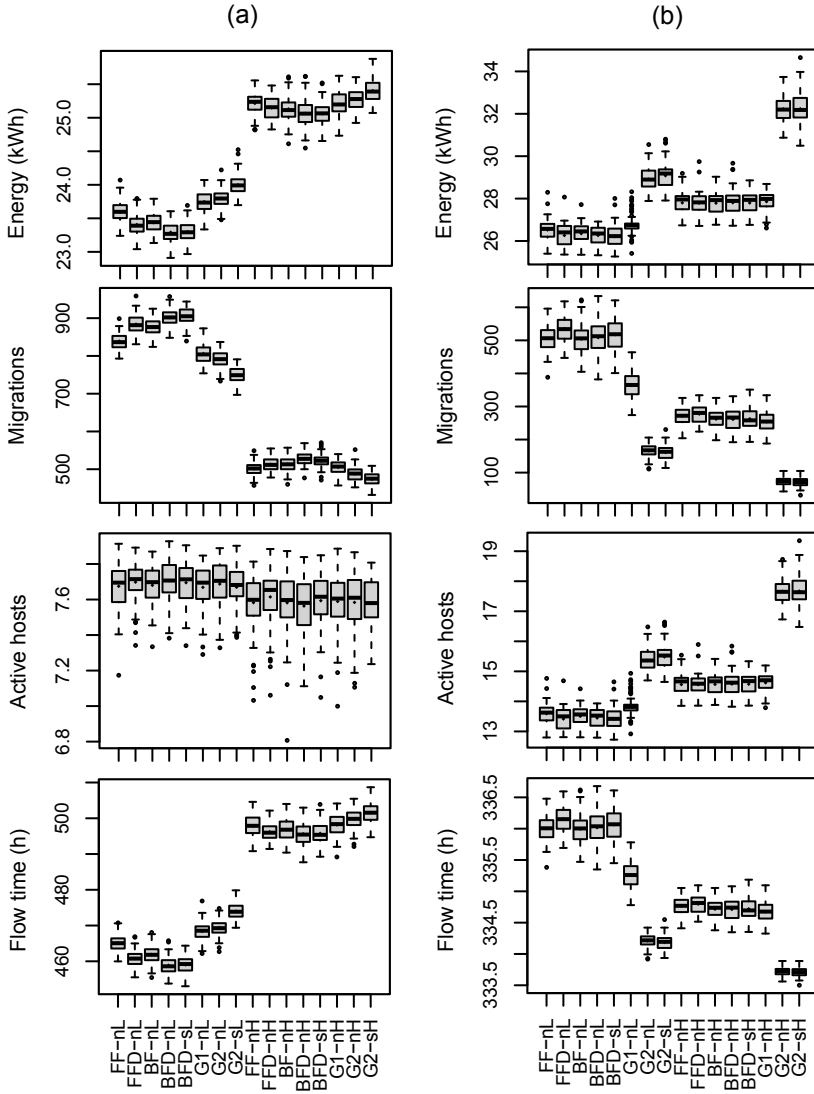 (a)
(b)
Energy (kWh)
23.0
24.0
25.0
Energy (kWh)
26
28
30
32
34
Migrations
500
700
900
Migrations
100
300
500
Active hosts
6.8
7.2
7.6
Active hosts
13
15
17
19
Flow time (h)
460
480
500
Flow time (h)
333.5
334.5
335.5
336.5
FF−nL
FFD−nL
BF−nL
BFD−nL
BFD−sL
G1−nL
G2−nL
G2−sL
FF−nH
FFD−nH
BF−nH
BFD−nH
BFD−sH
G1−nH
G2−nH
G2−sH
FF−nL
FFD−nL
BF−nL
BFD−nL
BFD−sL
G1−nL
G2−nL
G2−sL
FF−nH
FFD−nH
BF−nH
BFD−nH
BFD−sH
G1−nH
G2−nH
G2−sH